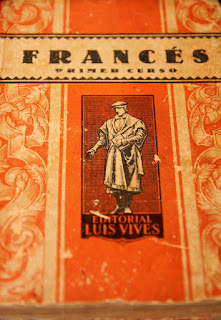 FRANCÉS
PRIMER CURSO
EDITORIAL
LUIS VIVES